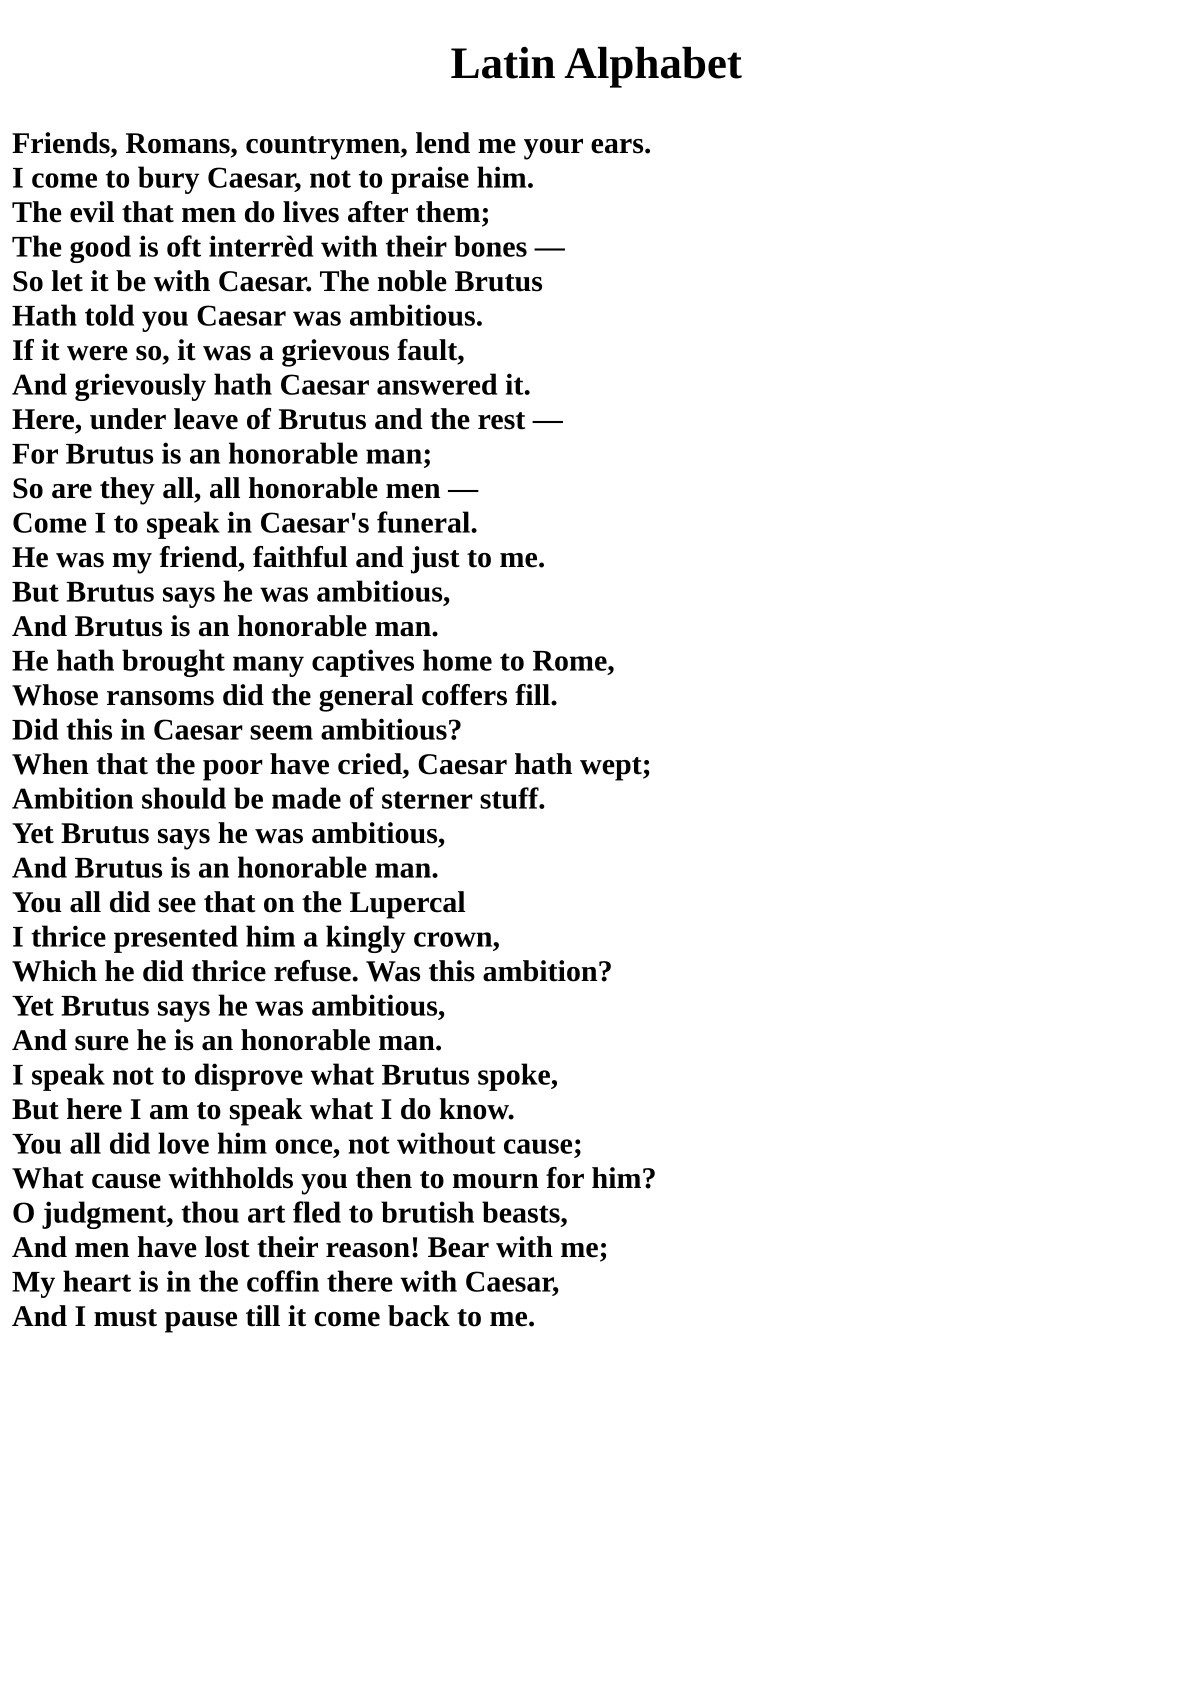 Latin Alphabet
Friends, Romans, countrymen, lend me your ears.
I come to bury Caesar, not to praise him.
The evil that men do lives after them;
The good is oft interrèd with their bones —
So let it be with Caesar. The noble Brutus
Hath told you Caesar was ambitious.
If it were so, it was a grievous fault,
And grievously hath Caesar answered it.
Here, under leave of Brutus and the rest —
For Brutus is an honorable man;
So are they all, all honorable men —
Come I to speak in Caesar's funeral.
He was my friend, faithful and just to me.
But Brutus says he was ambitious,
And Brutus is an honorable man.
He hath brought many captives home to Rome,
Whose ransoms did the general coffers fill.
Did this in Caesar seem ambitious?
When that the poor have cried, Caesar hath wept;
Ambition should be made of sterner stuff.
Yet Brutus says he was ambitious,
And Brutus is an honorable man.
You all did see that on the Lupercal
I thrice presented him a kingly crown,
Which he did thrice refuse. Was this ambition?
Yet Brutus says he was ambitious,
And sure he is an honorable man.
I speak not to disprove what Brutus spoke,
But here I am to speak what I do know.
You all did love him once, not without cause;
What cause withholds you then to mourn for him?
O judgment, thou art fled to brutish beasts,
And men have lost their reason! Bear with me;
My heart is in the coffin there with Caesar,
And I must pause till it come back to me.